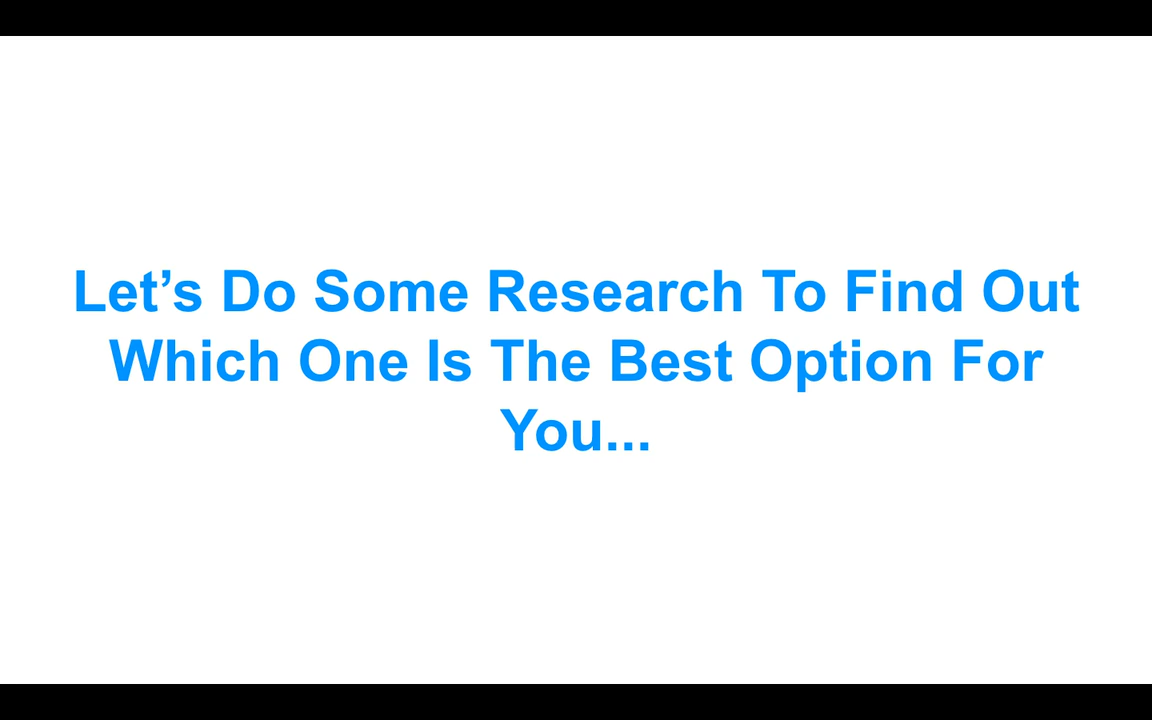 Let’s Do Some Research To Find Out
Which One Is The Best Option For
You...